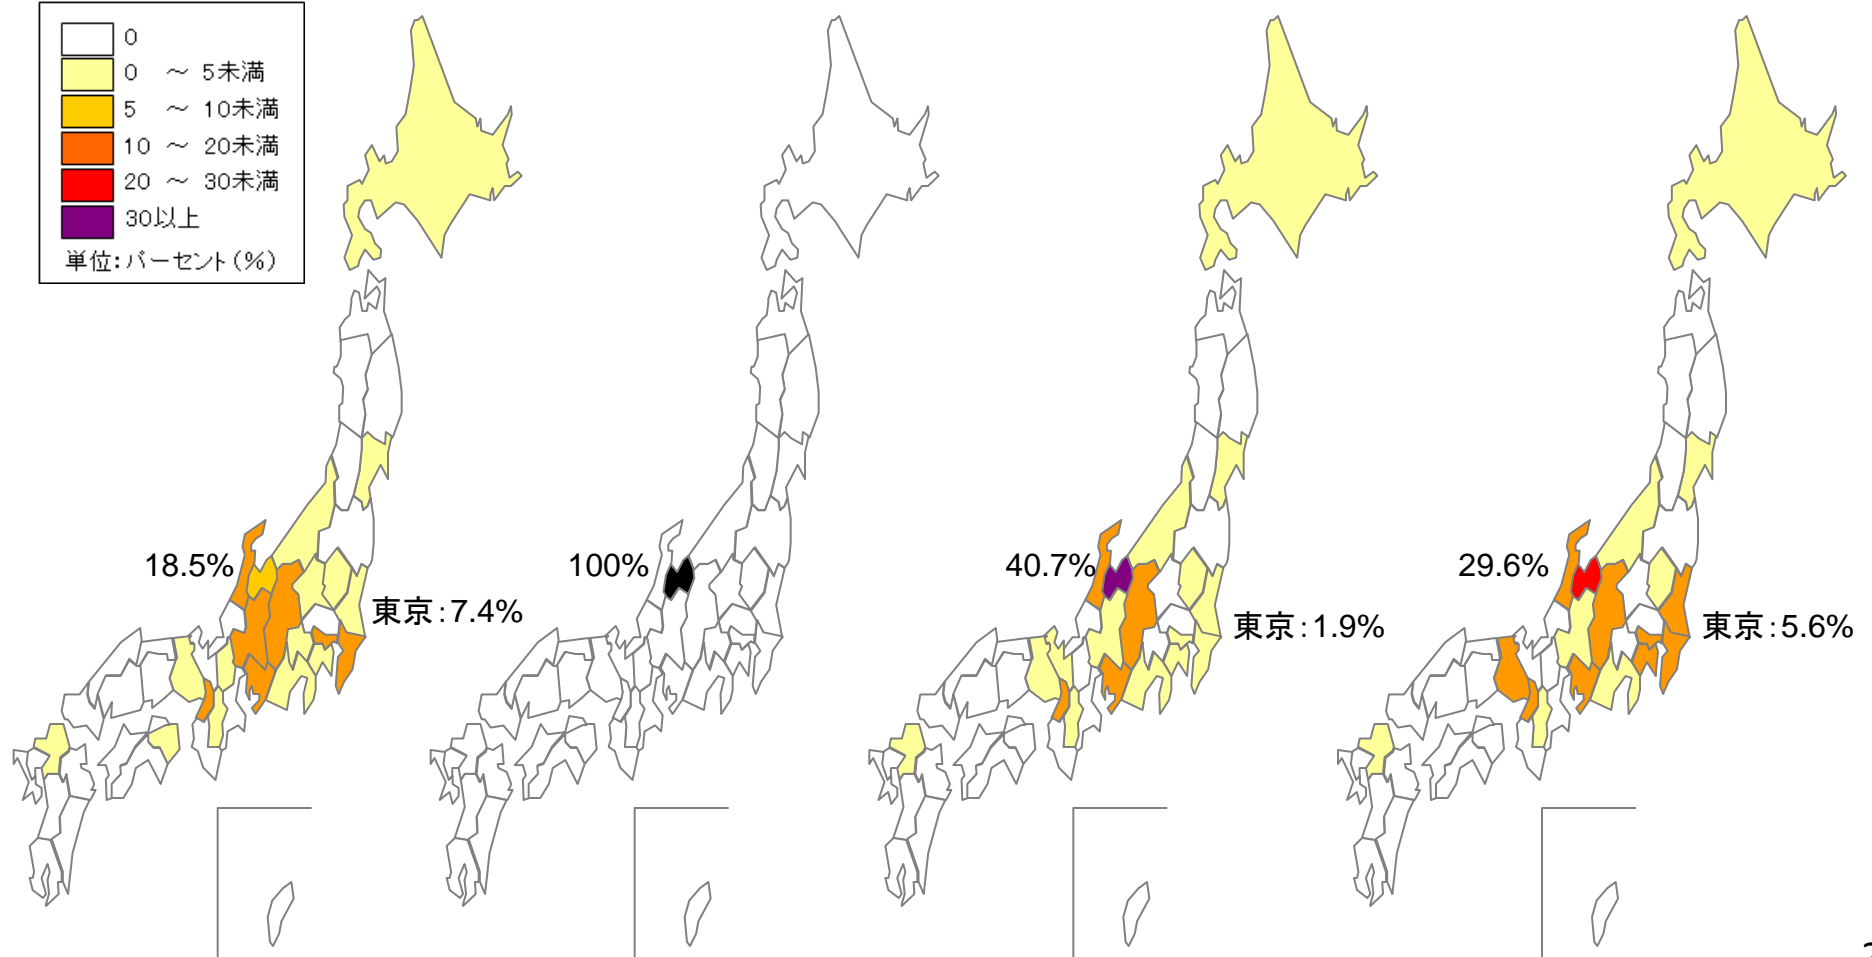 0
0 ～ 5未満
5 ～ 10未満
10 ～ 20未満
20 ～ 30未満
30以上
単位:パーセント(%)
18.5%
東京:7.4%
100%
40.7%
東京:1.9%
29.6%
東京:5.6%